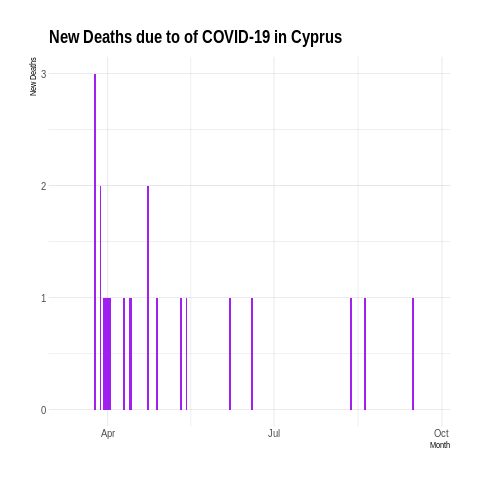 New Deaths due to of COVID-19 in Cyprus
New Deaths
3
2
1
0
Apr
Jul
Oct
Month